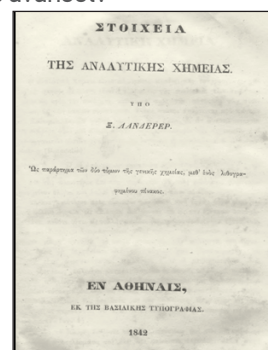 ΣΤΟΙΧΕΙΑ
ΤΗΣ ΑΝΑΛΥΤΙΚΗΣ ΧΗΜΕΙΑΣ.
ΥΠΟ
Ξ. ΛΑΝΔΕΡΕΡ.
Ὡς παράρτημα τῶν δύο τόμων τῆς γενικῆς χημείας, μεθ' ἑνὸς λιθογρα-
φημένου πίνακος.
ΕΝ ΑΘΗΝΑΙΣ,
ΕΚ ΤΗΣ ΒΑΣΙΛΙΚΗΣ ΤΥΠΟΓΡΑΦΙΑΣ.
1842